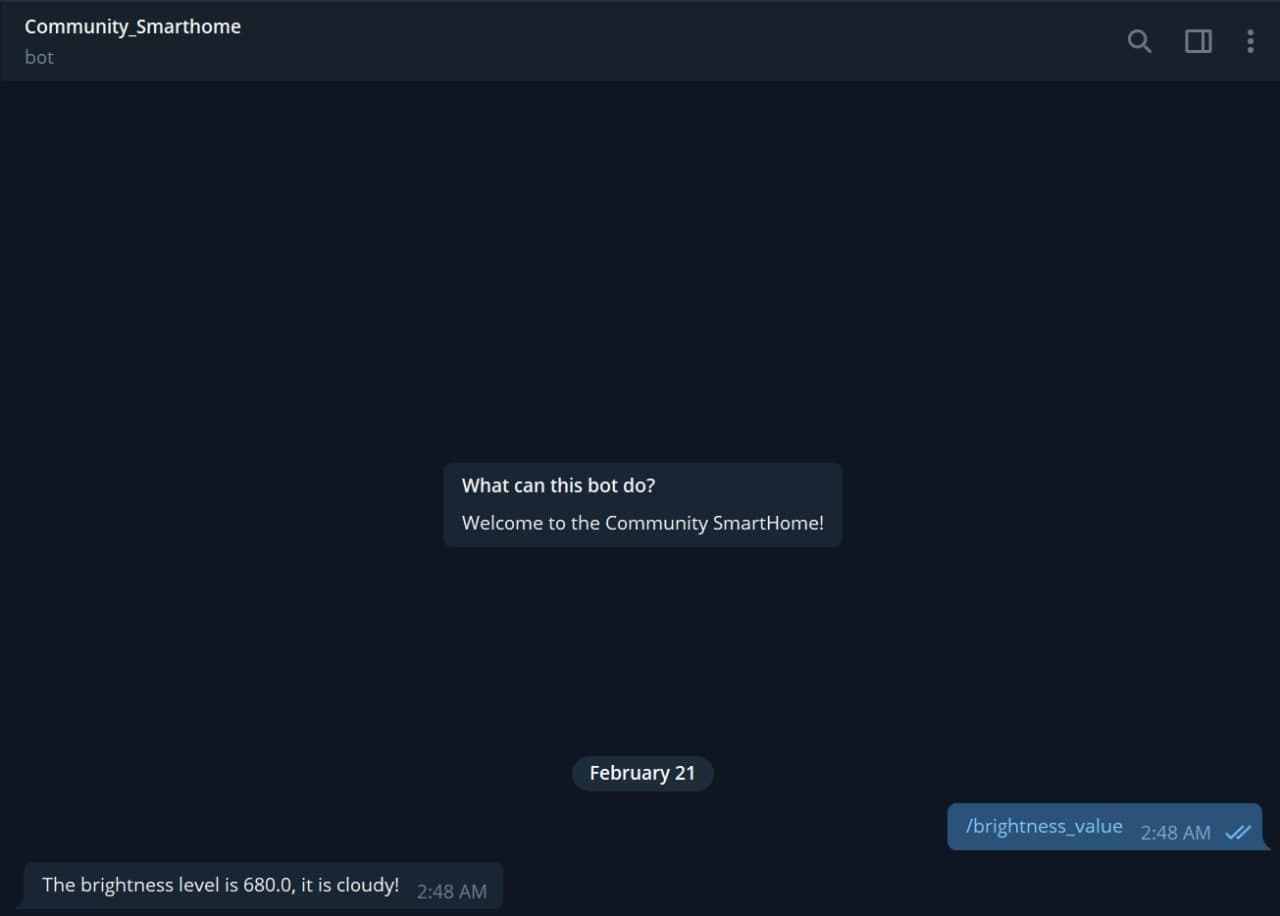 Community_Smarthome
bot
What can this bot do?
Welcome to the Community SmartHome!
February 21
/brightness_value 2:48 AM
The brightness level is 680.0, it is cloudy! 2:48 AM